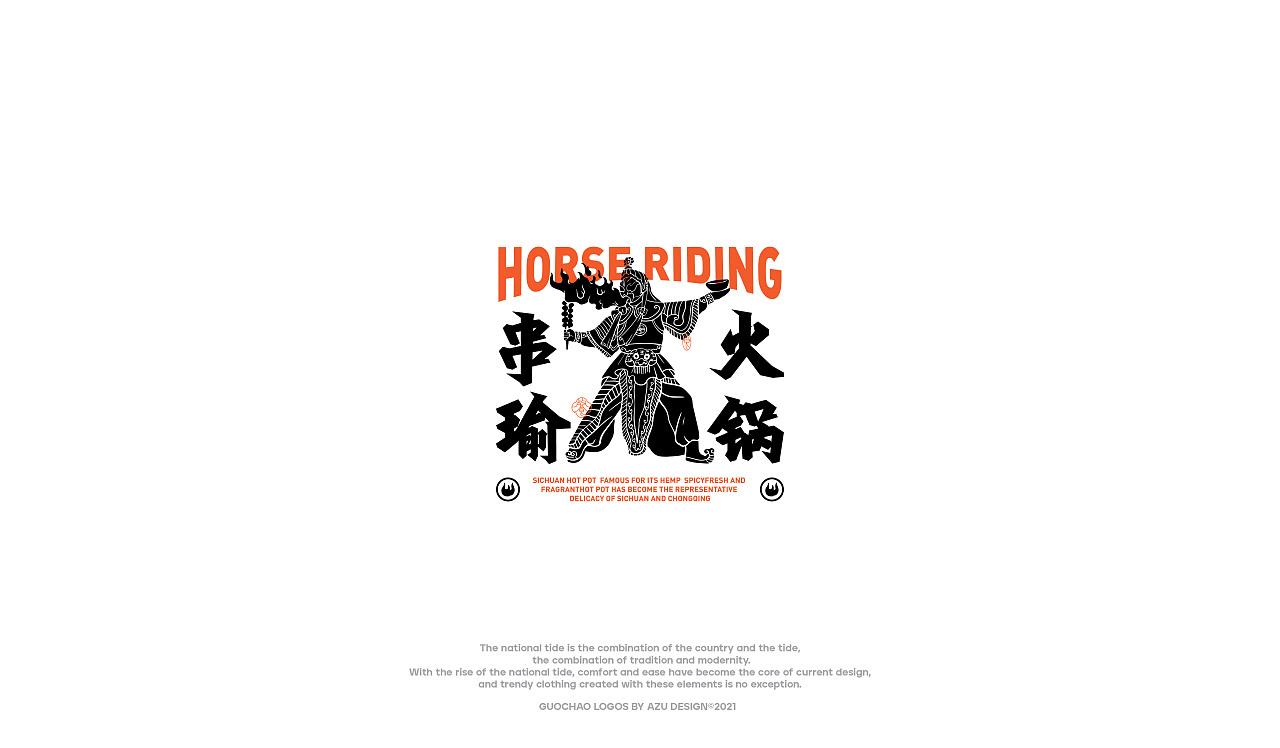 HORSE RIDING
串 火
瑜 锅
SICHUAN HOT POT FAMOUS FOR ITS HEMP SPICYFRESH AND
FRAGRANTHOT POT HAS BECOME THE REPRESENTATIVE
DELICACY OF SICHUAN AND CHONGQING
The national tide is the combination of the country and the tide,
the combination of tradition and modernity.
With the rise of the national tide, comfort and ease have become the core of current design,
and trendy clothing created with these elements is no exception.
GUOCHAO LOGOS BY AZU DESIGN©2021